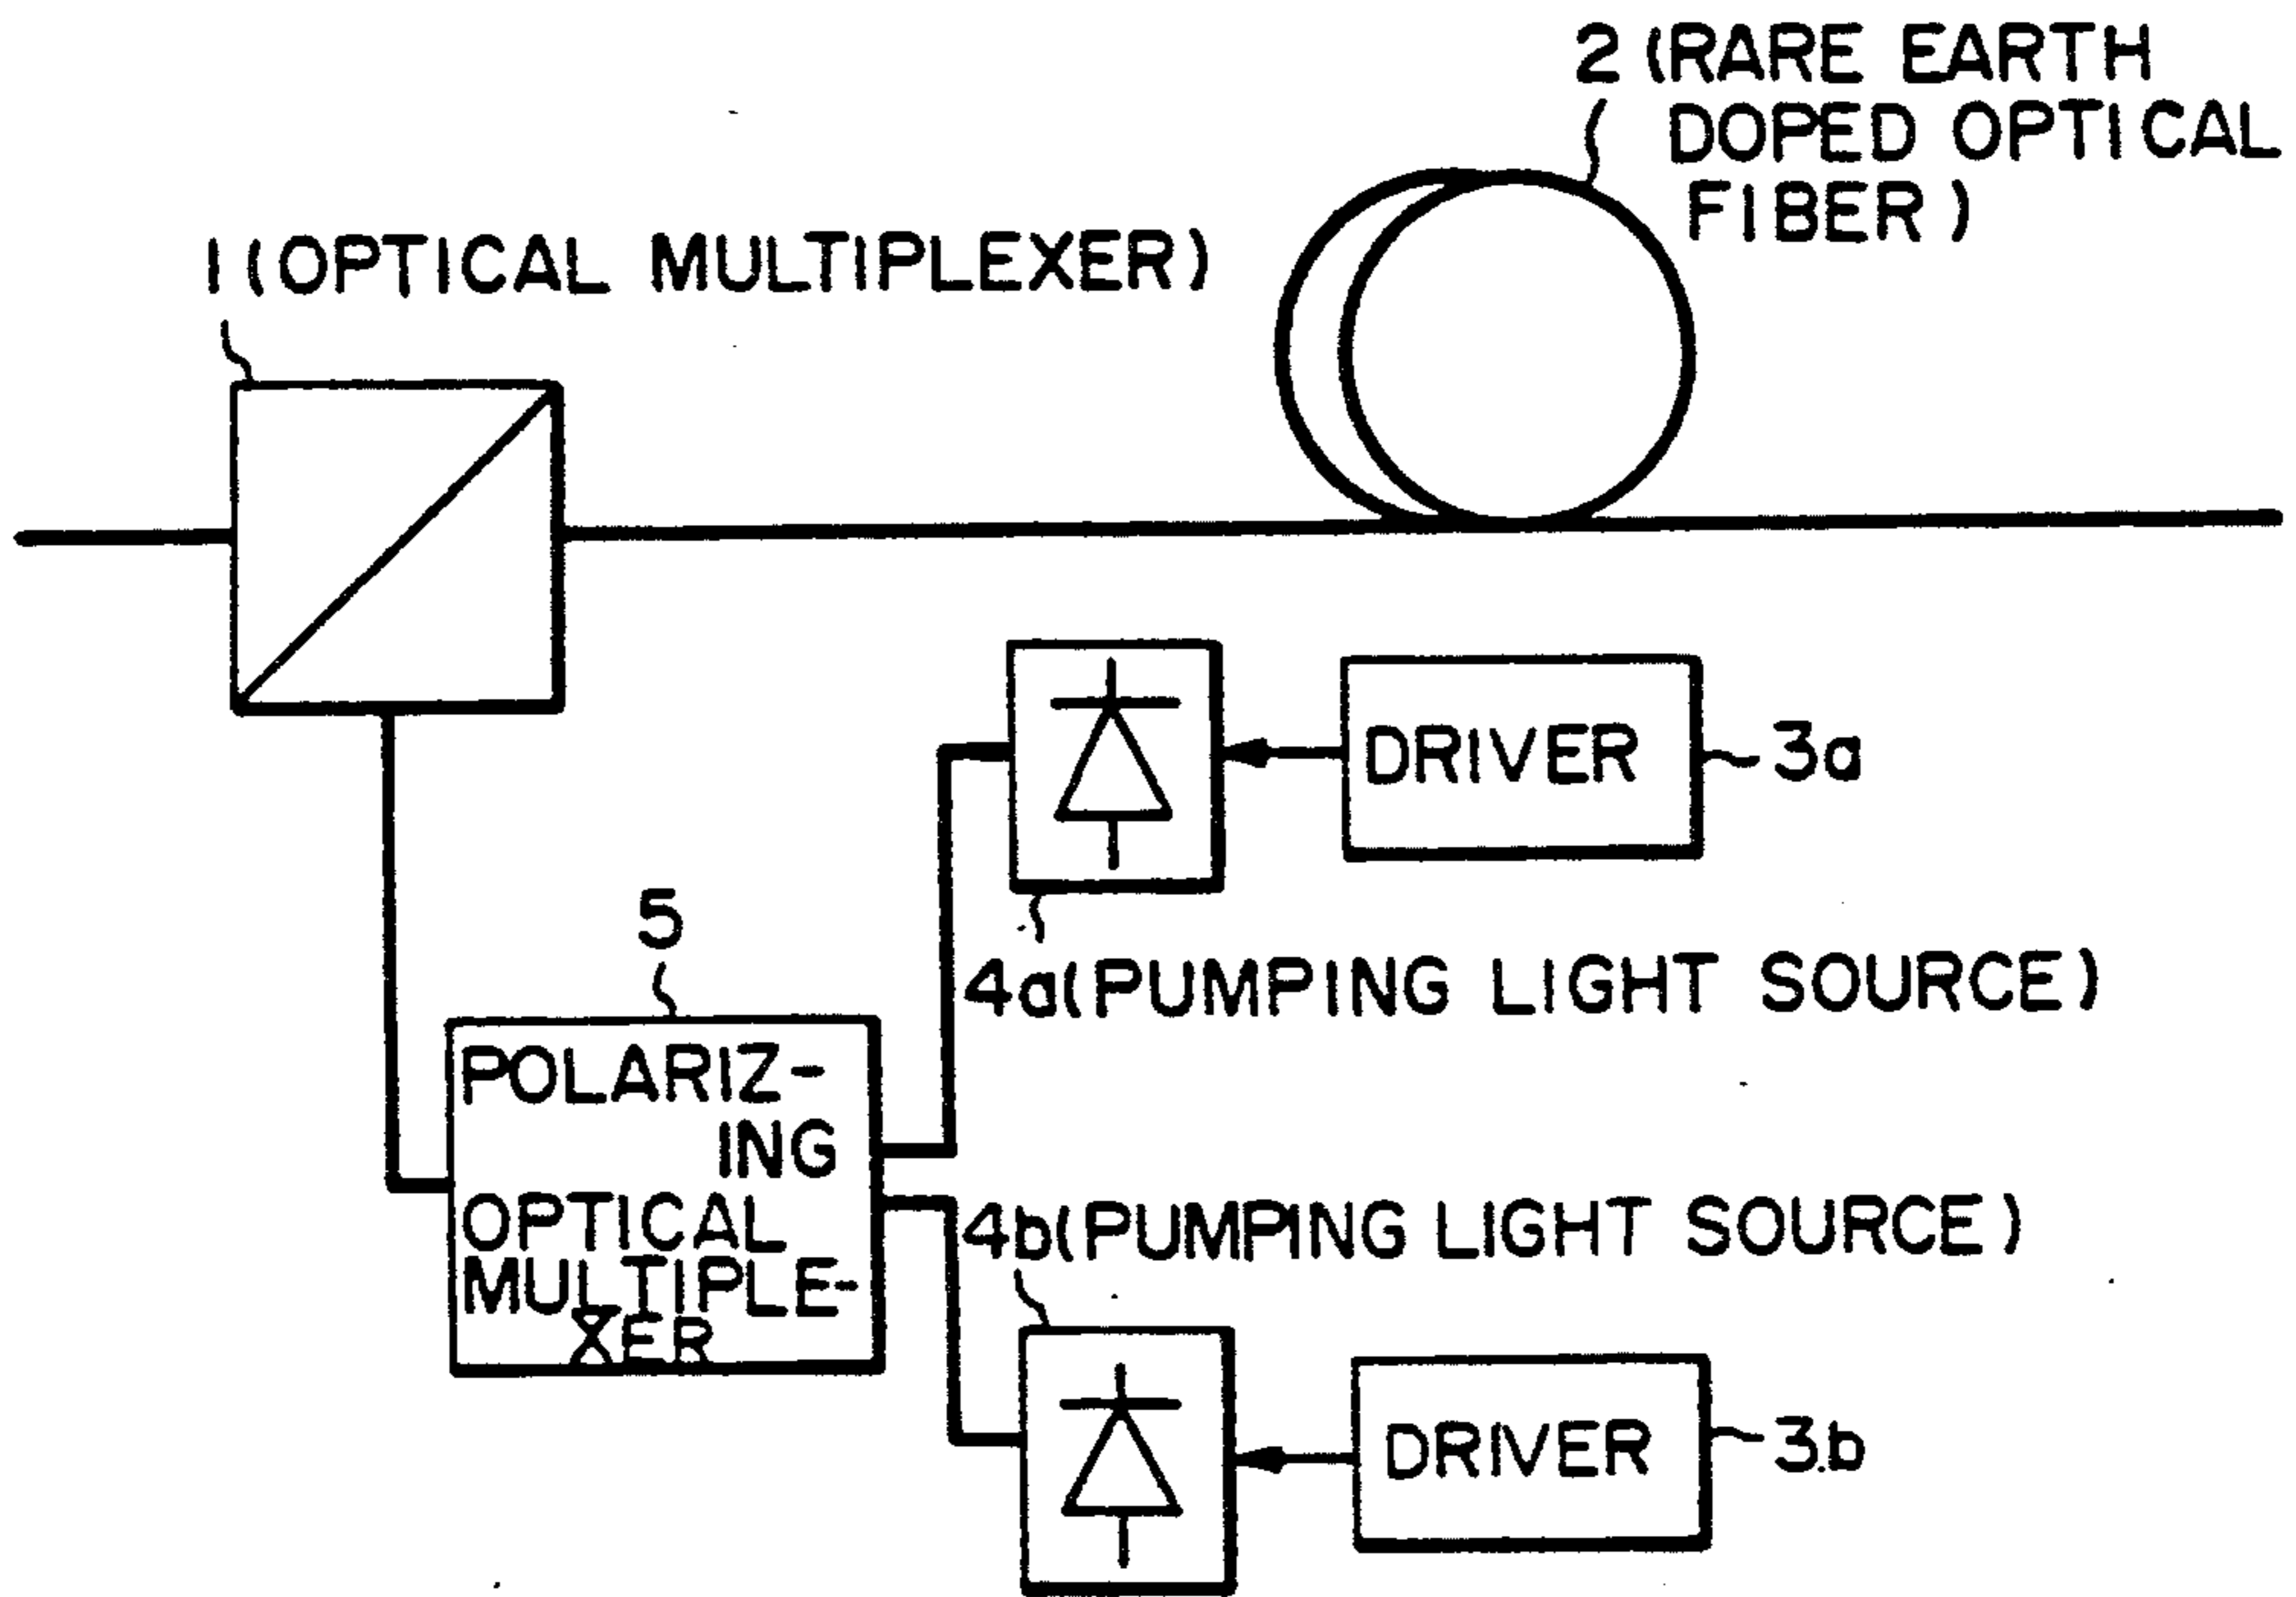 2 (RARE EARTH
DOPED OPTICAL
FIBER)
1 (OPTICAL MULTIPLEXER)
DRIVER
3a
4a(PUMPING LIGHT SOURCE)
5
POLARIZ-
ING
OPTICAL
MULTIPLE-
XER
4b(PUMPING LIGHT SOURCE)
DRIVER
3b